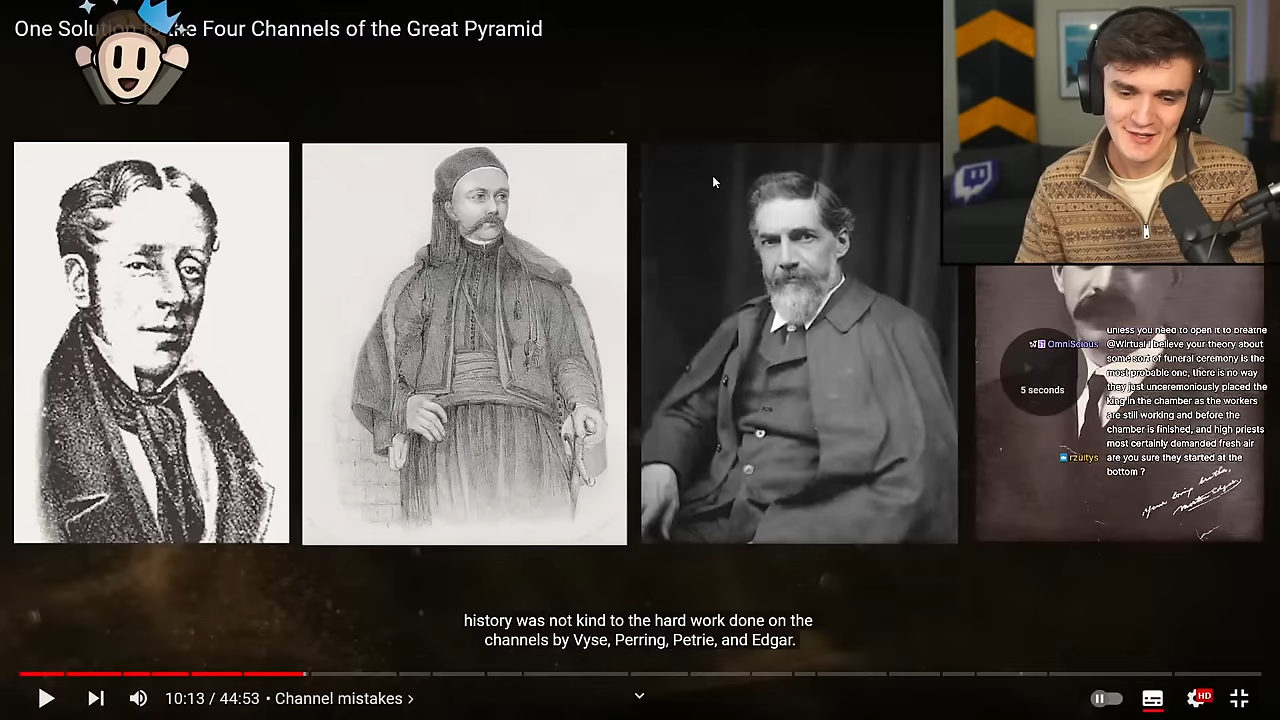 One Solution to the Four Channels of the Great Pyramid
unless you need to open it to breathe
OmniScious @Wirtual I believe your theory about
some sort of funeral ceremony is the
most probable one, there is no way
they just unceremoniously placed the
king in the chamber as the workers
are still working and before the
chamber is finished, and high priests
most certainly demanded fresh air
rzuitys are you sure they started at the
bottom ?
5 seconds
history was not kind to the hard work done on the
channels by Vyse, Perring, Petrie, and Edgar.
10:13 / 44:53 • Channel mistakes ›
HD